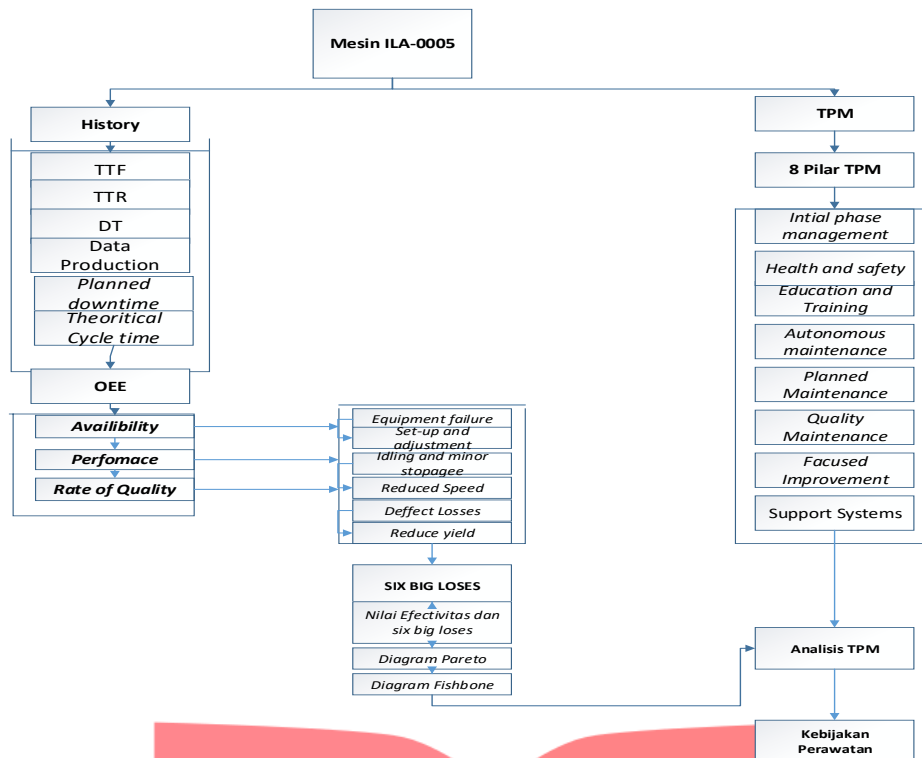 Mesin ILA-0005
History
TTF
TTR
DT
Data
Production
Planned
downtime
Theoritical
Cycle time
OEE
Availibility
Perfomace
Rate of Quality
Equipment failure
Set-up and
adjustment
Idling and minor
stopagee
Reduced Speed
Deffect Losses
Reduce yield
SIX BIG LOSES
Nilai Efectivitas dan
six big loses
Diagram Pareto
Diagram Fishbone
TPM
8 Pilar TPM
Intial phase
management
Health and safety
Education and
Training
Autonomous
maintenance
Planned
Maintenance
Quality
Maintenance
Facused
Improvement
Support Systems
Analisis TPM
Kebijakan
Perawatan